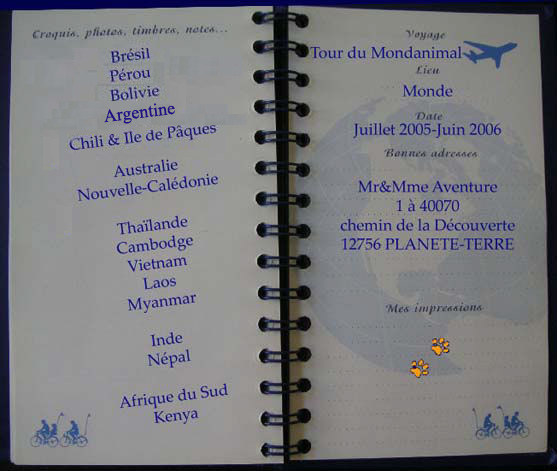 Croquis, photos, timbres, notes...
Brésil
Pérou
Bolivie
Argentine
Chili & Ile de Pâques
Australie
Nouvelle-Calédonie
Thaïlande
Cambodge
Vietnam
Laos
Myanmar
Inde
Népal
Afrique du Sud
Kenya
Voyage
Tour du Mondanimal
Lieu
Monde
Date
Juillet 2005-Juin 2006
Bonnes adresses
Mr&Mme Aventure
1 à 40070
chemin de la Découverte
12756 PLANETE-TERRE
Mes impressions